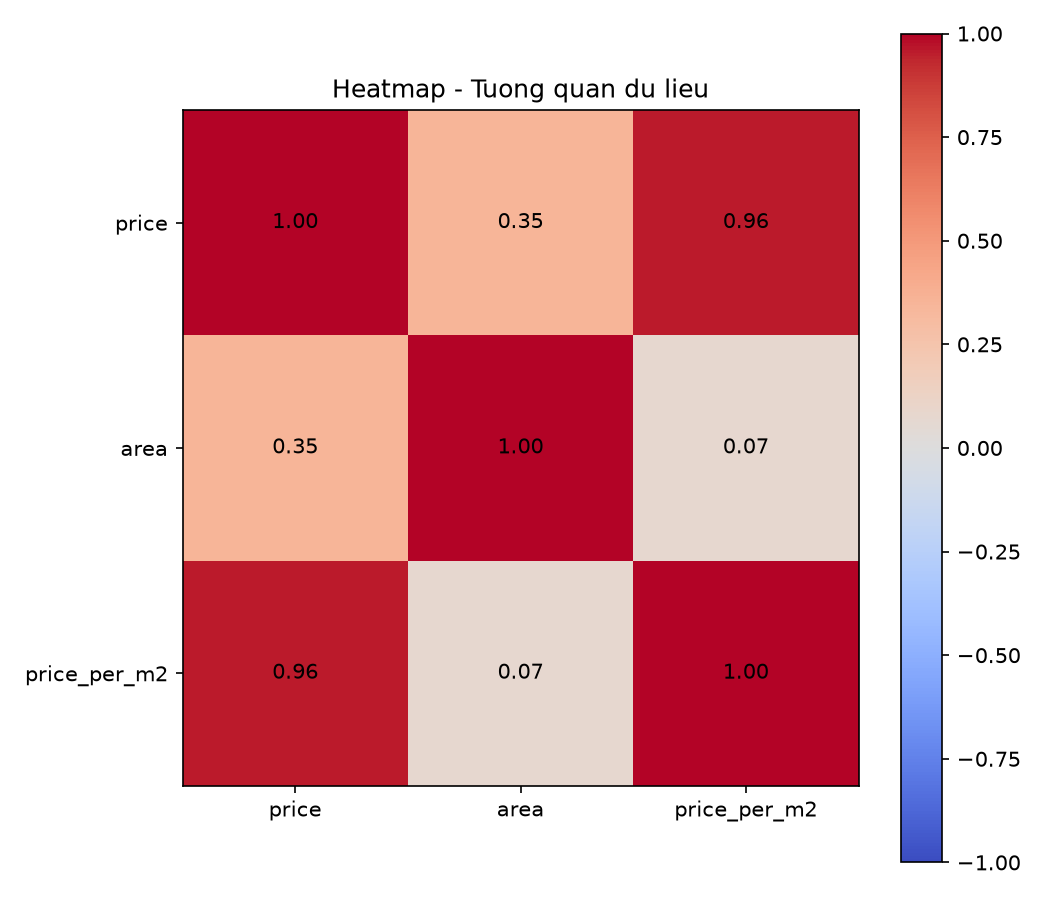 Heatmap - Tuong quan du lieu
price
area
price_per_m2
1.00 0.35 0.96
0.35 1.00 0.07
0.96 0.07 1.00
price area price_per_m2
1.00
0.75
0.50
0.25
0.00
−0.25
−0.50
−0.75
−1.00